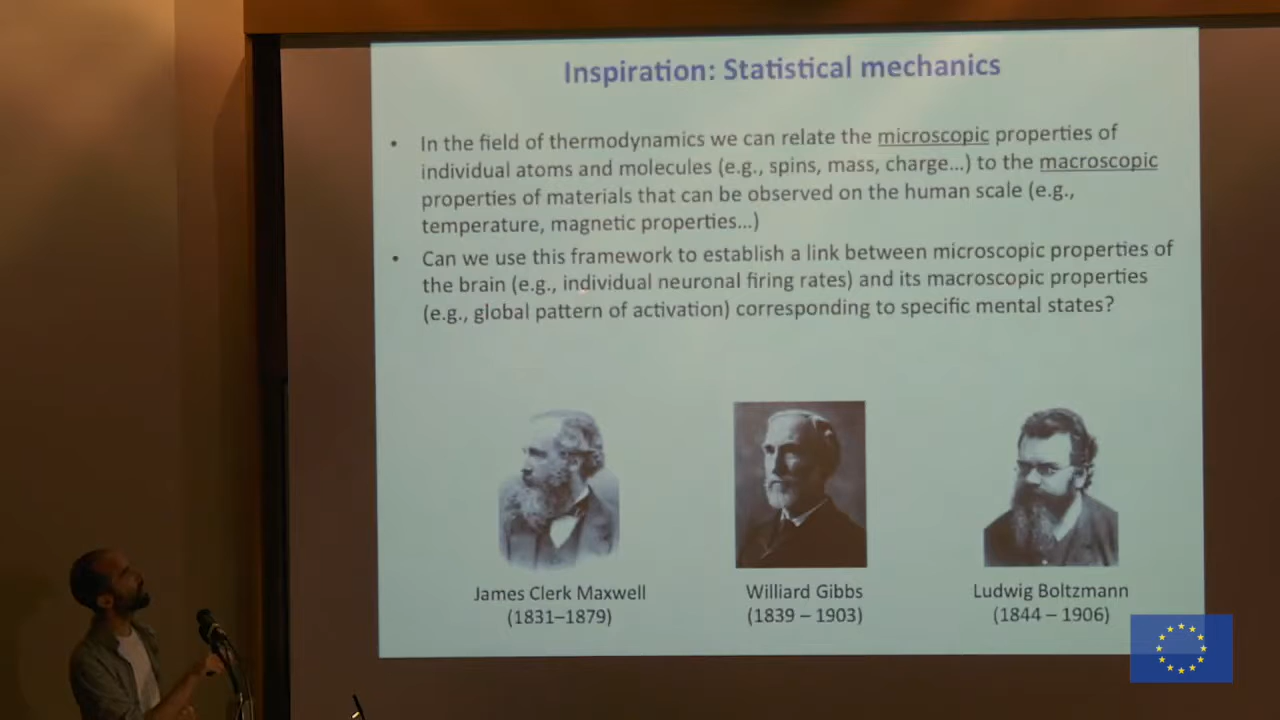 Inspiration: Statistical mechanics
• In the field of thermodynamics we can relate the microscopic properties of
individual atoms and molecules (e.g., spins, mass, charge...) to the macroscopic
properties of materials that can be observed on the human scale (e.g.,
temperature, magnetic properties...)
• Can we use this framework to establish a link between microscopic properties of
the brain (e.g., individual neuronal firing rates) and its macroscopic properties
(e.g., global pattern of activation) corresponding to specific mental states?
James Clerk Maxwell
(1831–1879)
Williard Gibbs
(1839 – 1903)
Ludwig Boltzmann
(1844 – 1906)